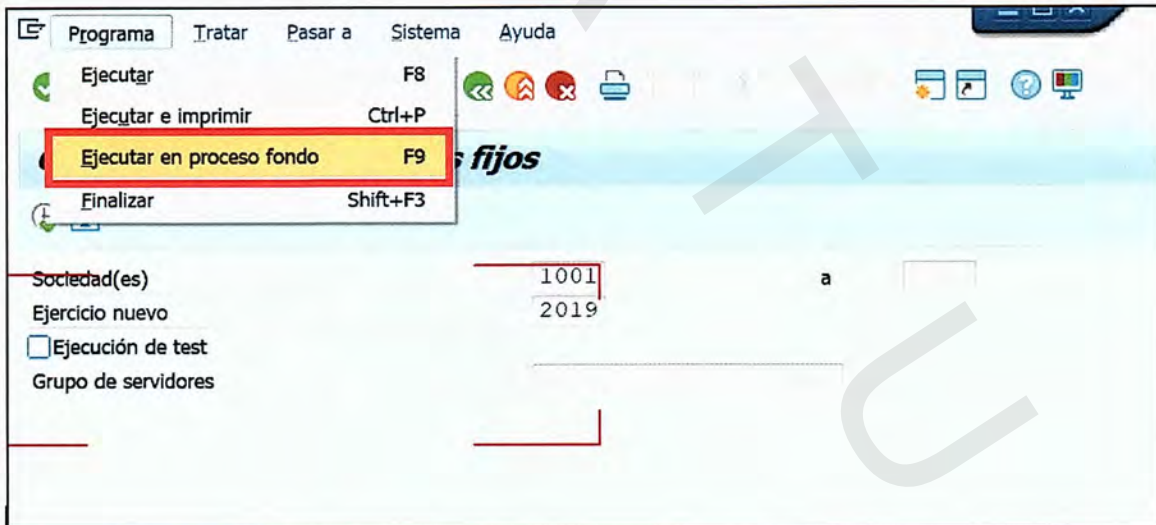 Programa Tratar Pasar a Sistema Ayuda
Ejecutar F8
Ejecutar e imprimir Ctrl+P
Ejecutar en proceso fondo F9
s fijos
Finalizar Shift+F3
Sociedad(es) 1001 a
Ejercicio nuevo 2019
Ejecución de test
Grupo de servidores
T
U